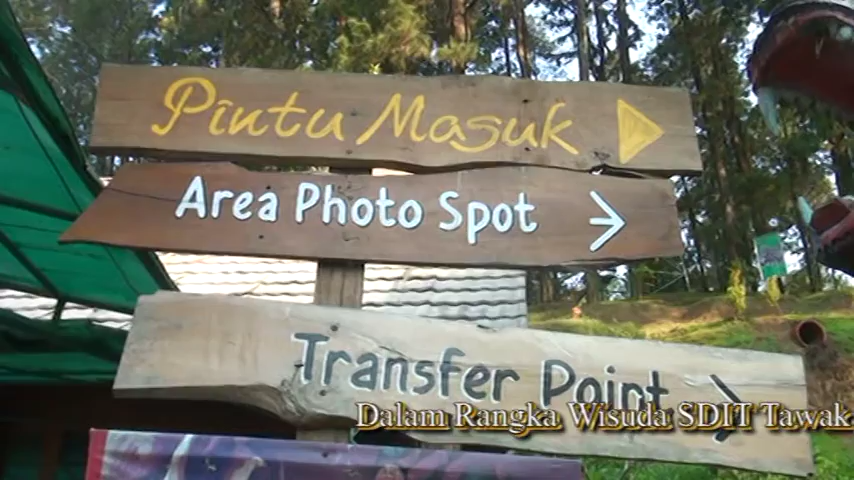 Pintu Masuk
Area Photo Spot
Transfer Point
Dalam Rangka Wisuda SDIT Tawak